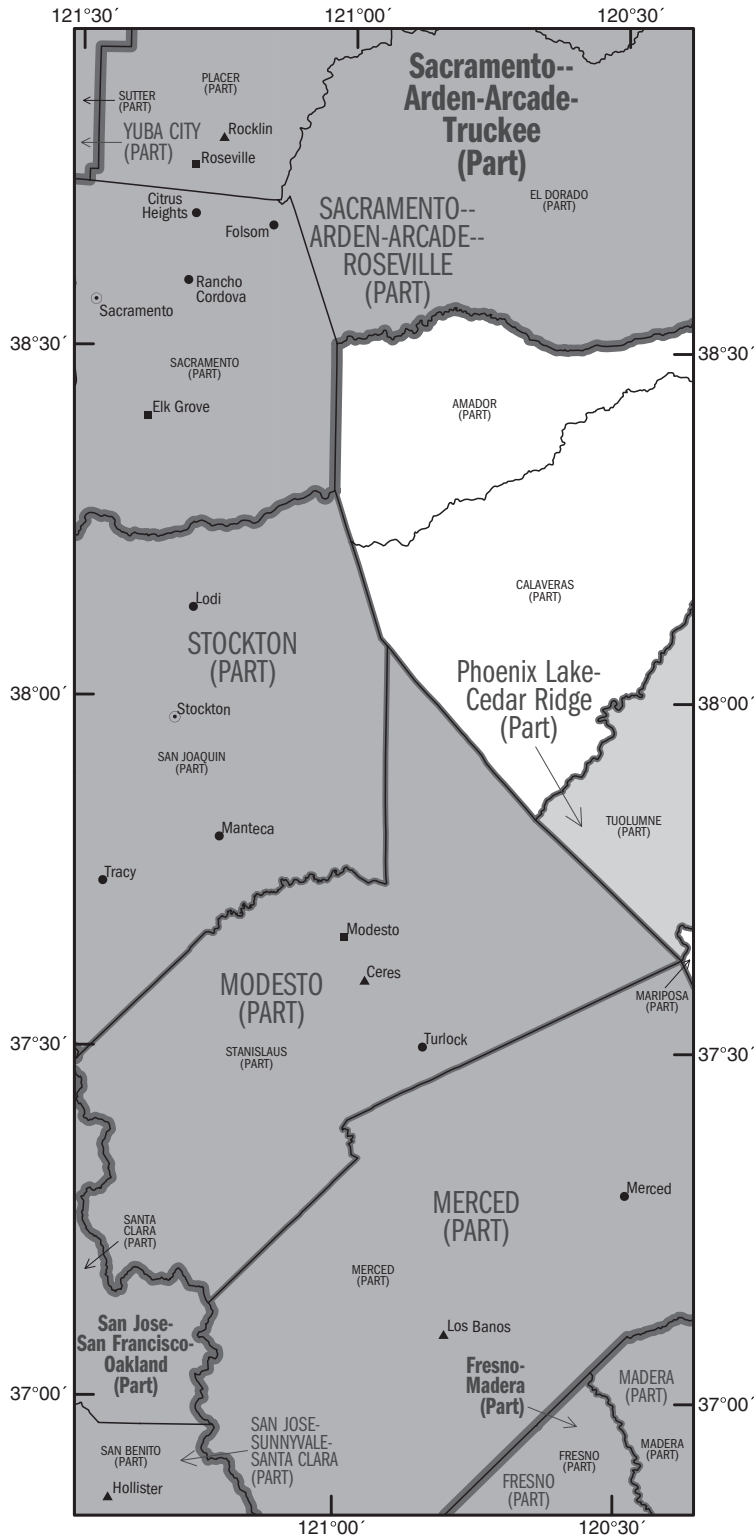 121°30´
121°00´
120°30´
Sacramento--
Arden-Arcade-
Truckee
(Part)
PLACER
(PART)
SUTTER
(PART)
YUBA CITY
(PART)
Rocklin
Roseville
EL DORADO
(PART)
Citrus
Heights
Folsom
SACRAMENTO--
ARDEN-ARCADE--
ROSEVILLE
(PART)
Rancho
Cordova
Sacramento
38°30´
38°30´
SACRAMENTO
(PART)
Elk Grove
AMADOR
(PART)
CALAVERAS
(PART)
Lodi
STOCKTON
(PART)
Phoenix Lake-
Cedar Ridge
(Part)
38°00´
38°00´
Stockton
SAN JOAQUIN
(PART)
TUOLUMNE
(PART)
Manteca
Tracy
Modesto
Ceres
MODESTO
(PART)
MARIPOSA
(PART)
37°30´
37°30´
Turlock
STANISLAUS
(PART)
Merced
MERCED
(PART)
SANTA
CLARA
(PART)
MERCED
(PART)
San Jose-
San Francisco-
Oakland
(Part)
Los Banos
Fresno-
Madera
(Part)
MADERA
(PART)
37°00´
37°00´
SAN JOSE-
SUNNYVALE-
SANTA CLARA
(PART)
SAN BENITO
(PART)
Hollister
FRESNO
(PART)
MADERA
(PART)
FRESNO
(PART)
121°00´
120°30´